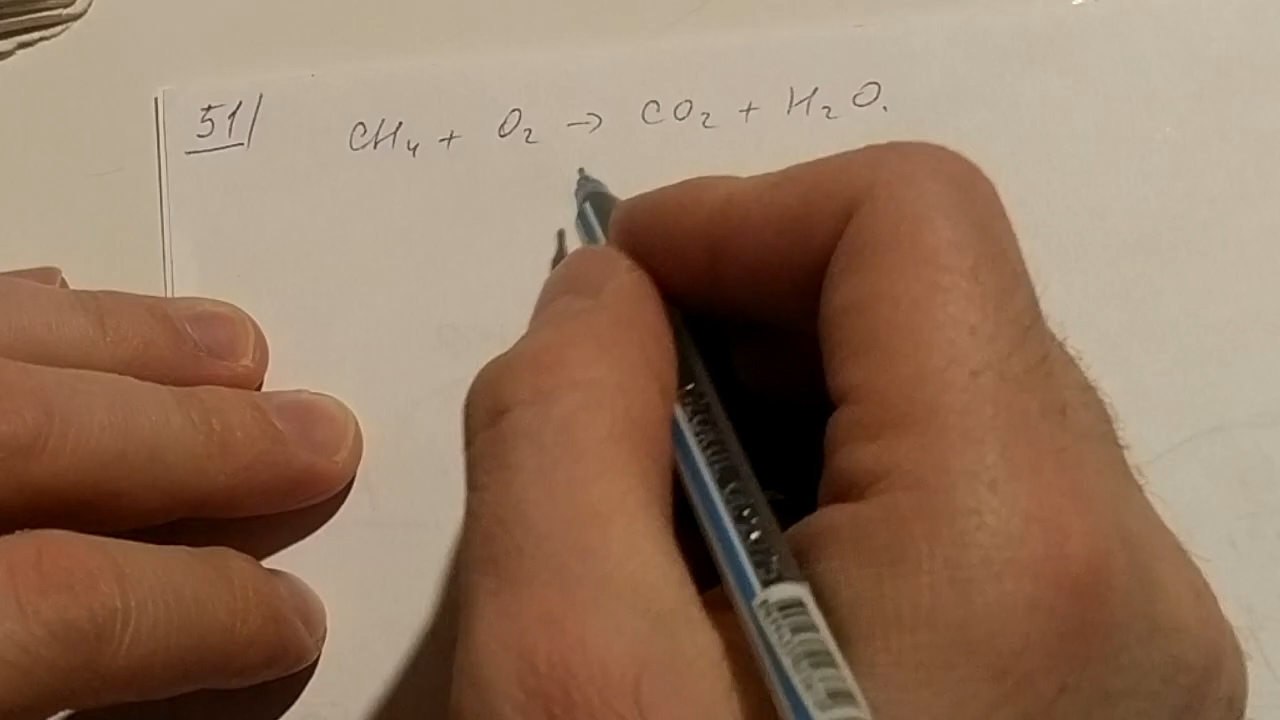 51) CH₄ + O₂ → CO₂ + H₂O.